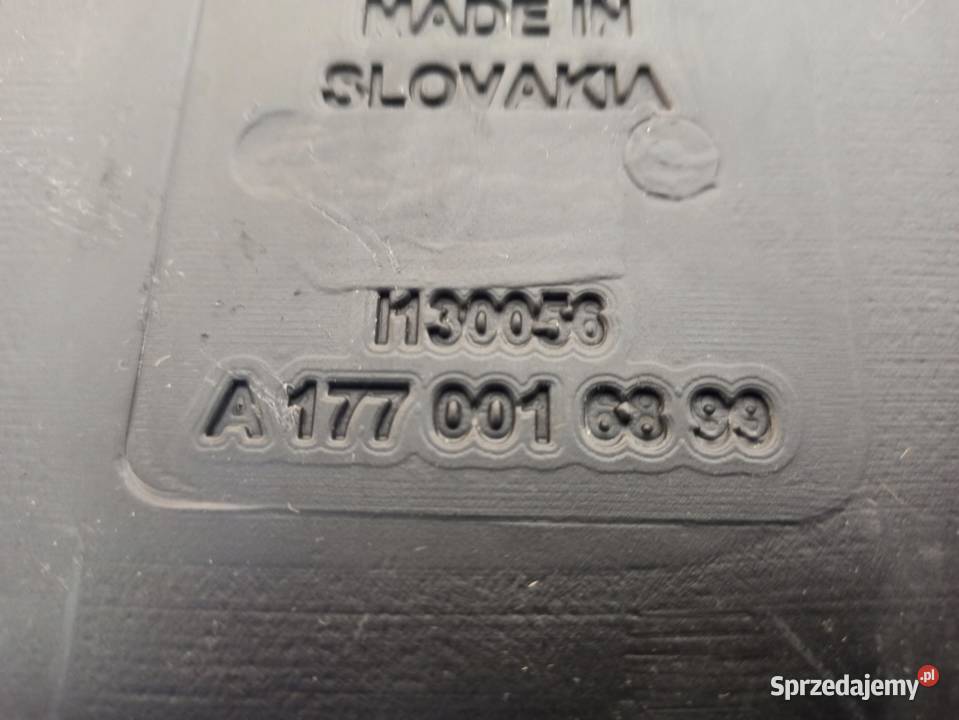 MADE IN
SLOVAKIA
I130056
A 177 001 68 99
Sprzedajemy.pl